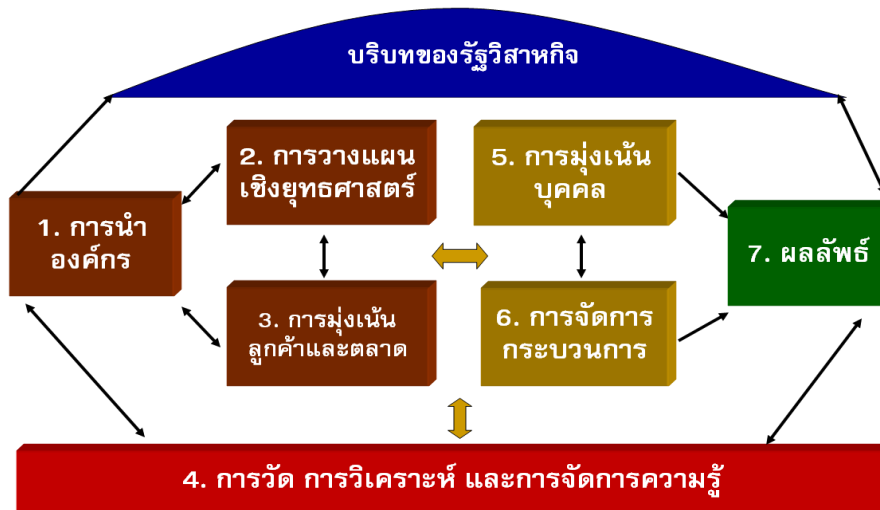 บริบทของรัฐวิสาหกิจ
1. การนำ
องค์กร
2. การวางแผน
เชิงยุทธศาสตร์
3. การมุ่งเน้น
ลูกค้าและตลาด
5. การมุ่งเน้น
บุคคล
6. การจัดการ
กระบวนการ
7. ผลลัพธ์
4. การวัด การวิเคราะห์ และการจัดการความรู้